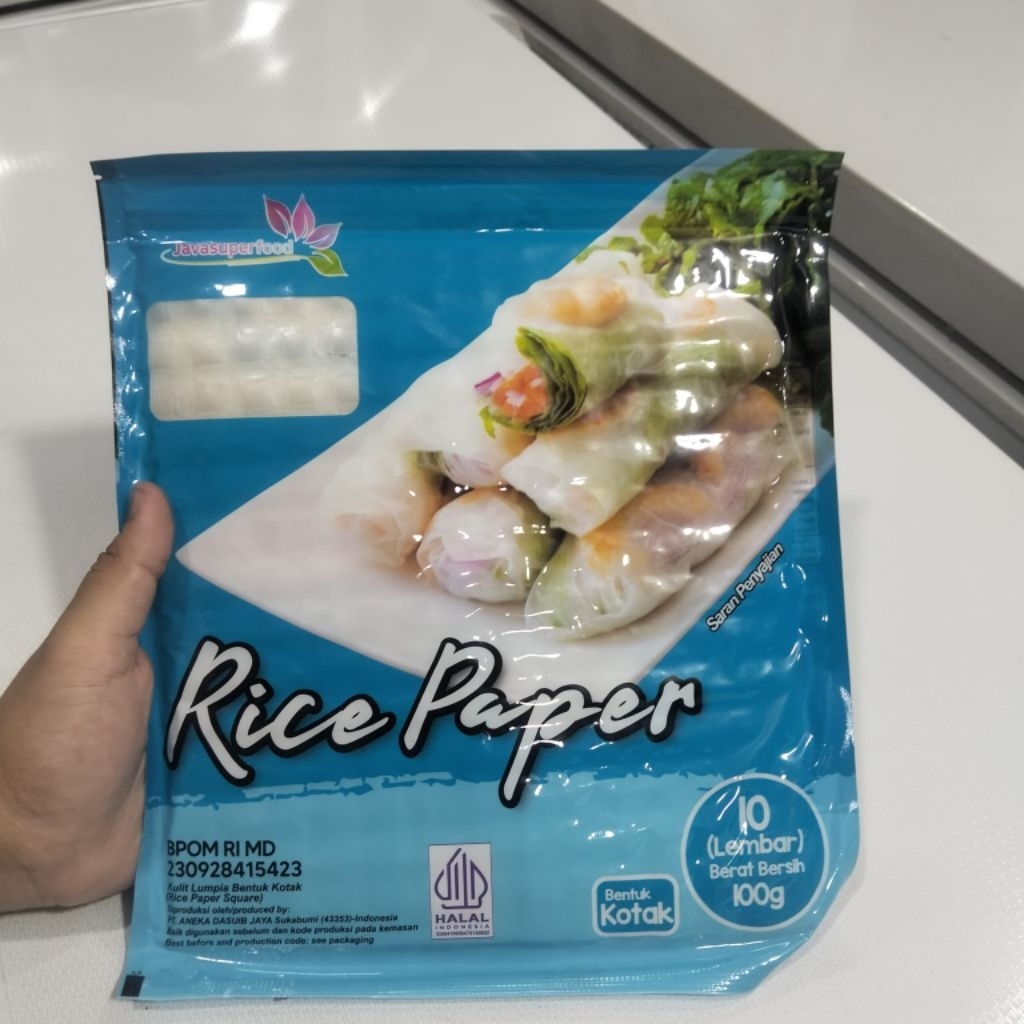 Javasuperfood
Saran Penyajian
Rice Paper
BPOM RI MD
230928415423
Kulit Lumpia Bentuk Kotak
(Rice Paper Square)
Diproduksi oleh/produced by:
PT. ANEKA DASUIB JAYA Sukabumi (43353)-Indonesia
Baik digunakan sebelum dan kode produksi pada kemasan
Best before and production code: see packaging
HALAL
INDONESIA
Bentuk
Kotak
10
(Lembar)
Berat Bersih
100g